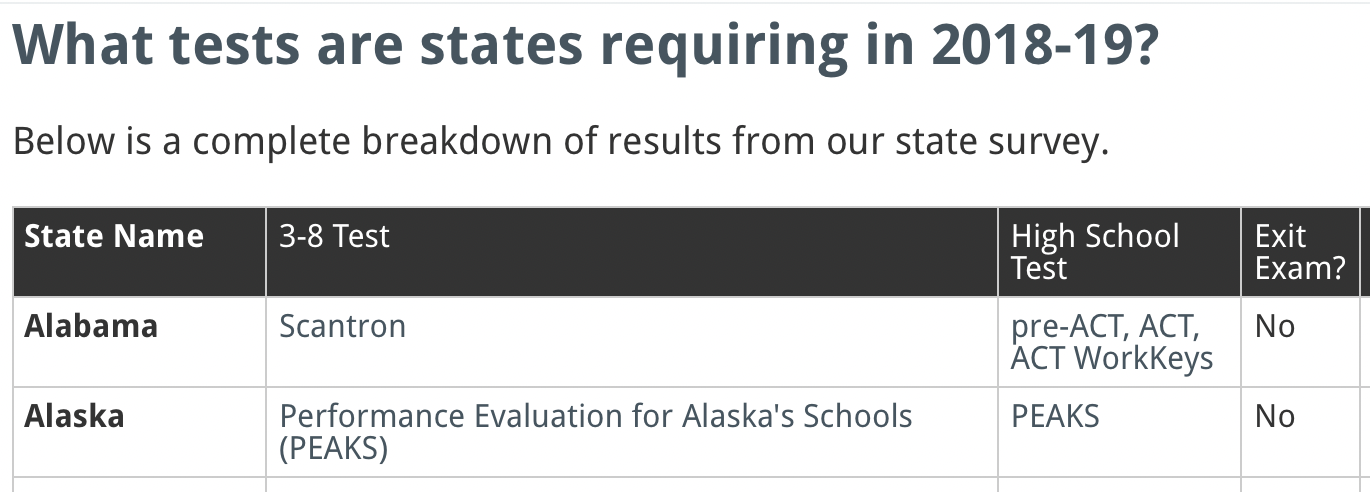 What tests are states requiring in 2018-19?
Below is a complete breakdown of results from our state survey.
State Name 3-8 Test High School Test Exit Exam?
Alabama Scantron pre-ACT, ACT, ACT WorkKeys No
Alaska Performance Evaluation for Alaska's Schools (PEAKS) PEAKS No